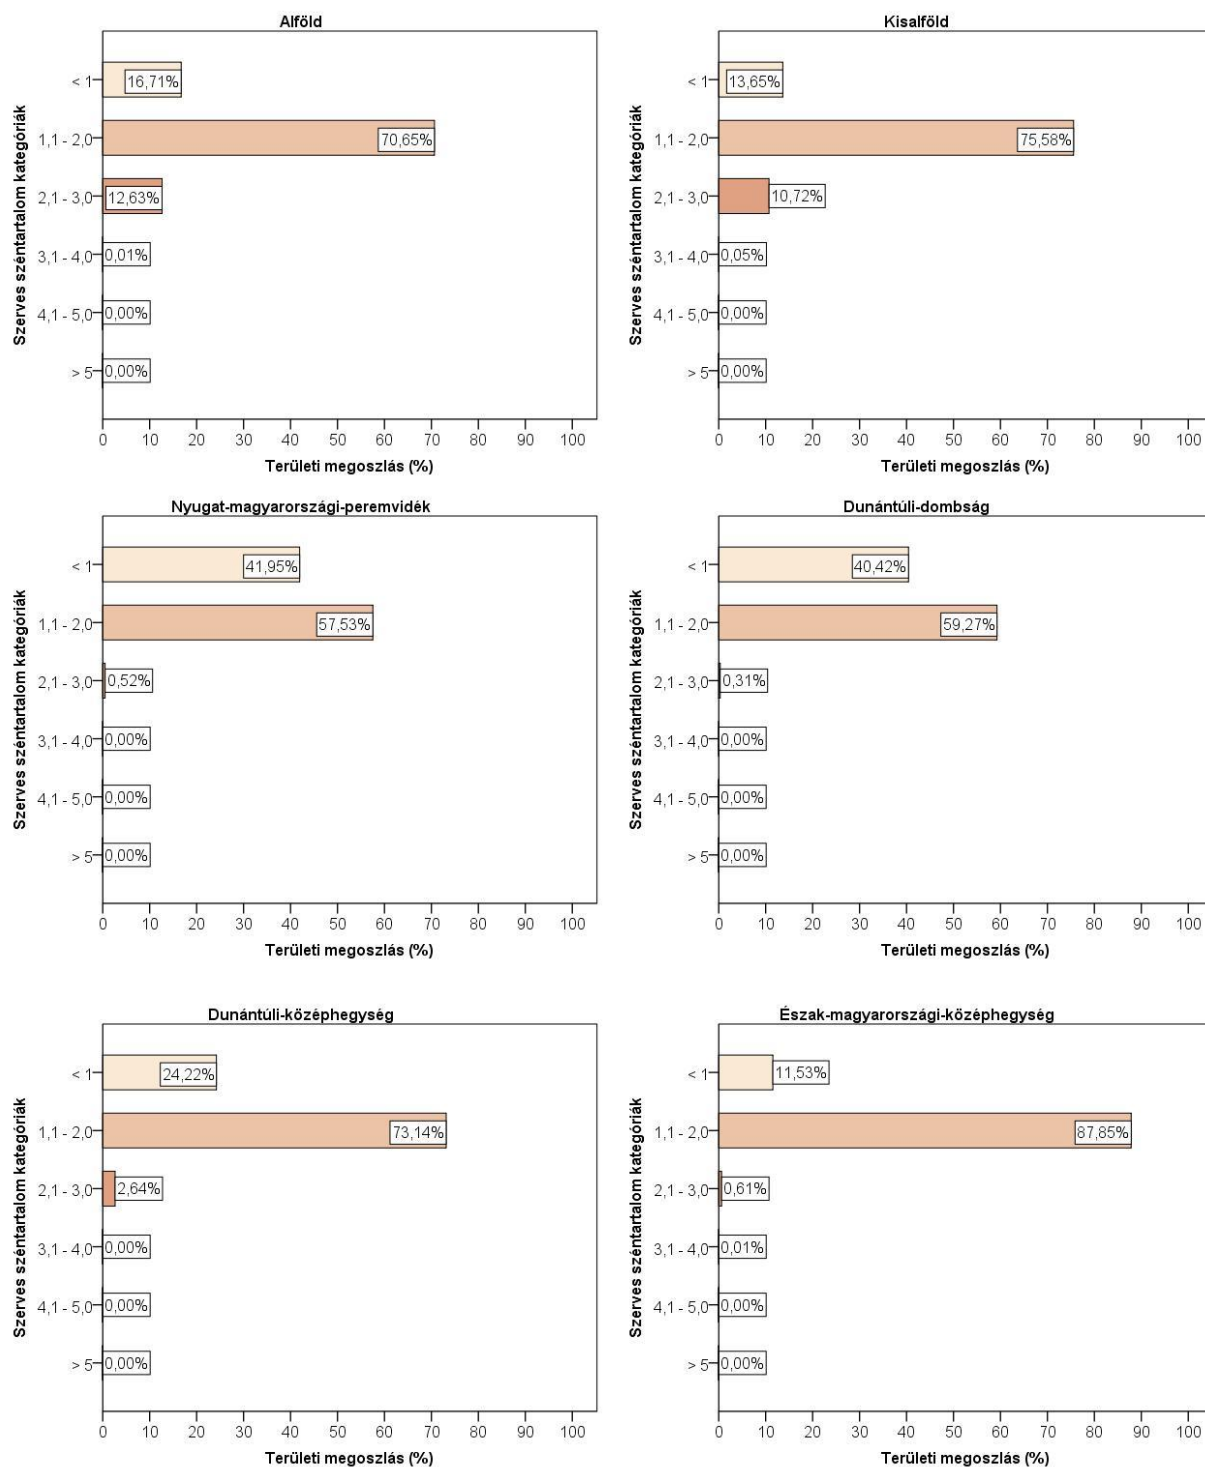 Alföld
Szerves széntartalom kategóriák
< 1
16,71%
1,1 - 2,0
70,65%
2,1 - 3,0
12,63%
3,1 - 4,0
0,01%
4,1 - 5,0
0,00%
> 5
0,00%
0 10 20 30 40 50 60 70 80 90 100
Területi megoszlás (%)
Kisalföld
Szerves széntartalom kategóriák
< 1
13,65%
1,1 - 2,0
75,58%
2,1 - 3,0
10,72%
3,1 - 4,0
0,05%
4,1 - 5,0
0,00%
> 5
0,00%
0 10 20 30 40 50 60 70 80 90 100
Területi megoszlás (%)
Nyugat-magyarországi-peremvidék
Szerves széntartalom kategóriák
< 1
41,95%
1,1 - 2,0
57,53%
2,1 - 3,0
0,52%
3,1 - 4,0
0,00%
4,1 - 5,0
0,00%
> 5
0,00%
0 10 20 30 40 50 60 70 80 90 100
Területi megoszlás (%)
Dunántúli-dombság
Szerves széntartalom kategóriák
< 1
40,42%
1,1 - 2,0
59,27%
2,1 - 3,0
0,31%
3,1 - 4,0
0,00%
4,1 - 5,0
0,00%
> 5
0,00%
0 10 20 30 40 50 60 70 80 90 100
Területi megoszlás (%)
Dunántúli-középhegység
Szerves széntartalom kategóriák
< 1
24,22%
1,1 - 2,0
73,14%
2,1 - 3,0
2,64%
3,1 - 4,0
0,00%
4,1 - 5,0
0,00%
> 5
0,00%
0 10 20 30 40 50 60 70 80 90 100
Területi megoszlás (%)
Észak-magyarországi-középhegység
Szerves széntartalom kategóriák
< 1
11,53%
1,1 - 2,0
87,85%
2,1 - 3,0
0,61%
3,1 - 4,0
0,01%
4,1 - 5,0
0,00%
> 5
0,00%
0 10 20 30 40 50 60 70 80 90 100
Területi megoszlás (%)